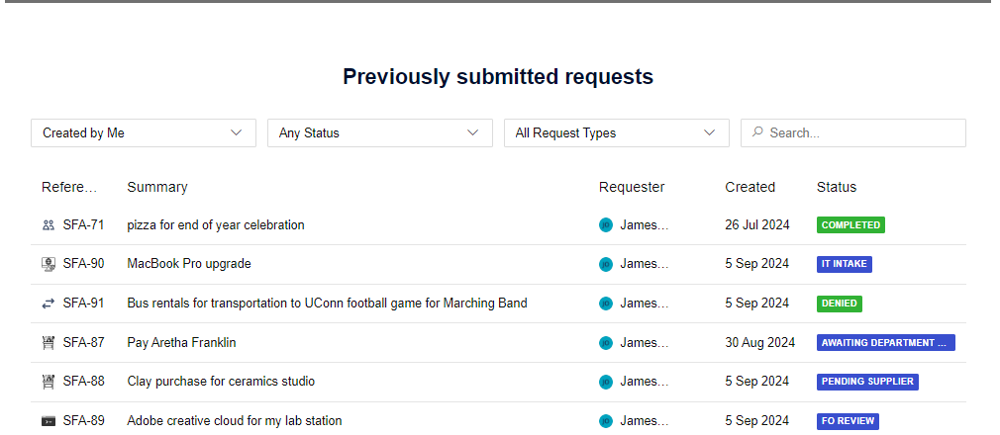 Previously submitted requests
Created by Me Any Status All Request Types Search...
Refere... Summary Requester Created Status
SFA-71 pizza for end of year celebration James... 26 Jul 2024 COMPLETED
SFA-90 MacBook Pro upgrade James... 5 Sep 2024 IT INTAKE
SFA-91 Bus rentals for transportation to UConn football game for Marching Band James... 5 Sep 2024 DENIED
SFA-87 Pay Aretha Franklin James... 30 Aug 2024 AWAITING DEPARTMENT ...
SFA-88 Clay purchase for ceramics studio James... 5 Sep 2024 PENDING SUPPLIER
SFA-89 Adobe creative cloud for my lab station James... 5 Sep 2024 FO REVIEW